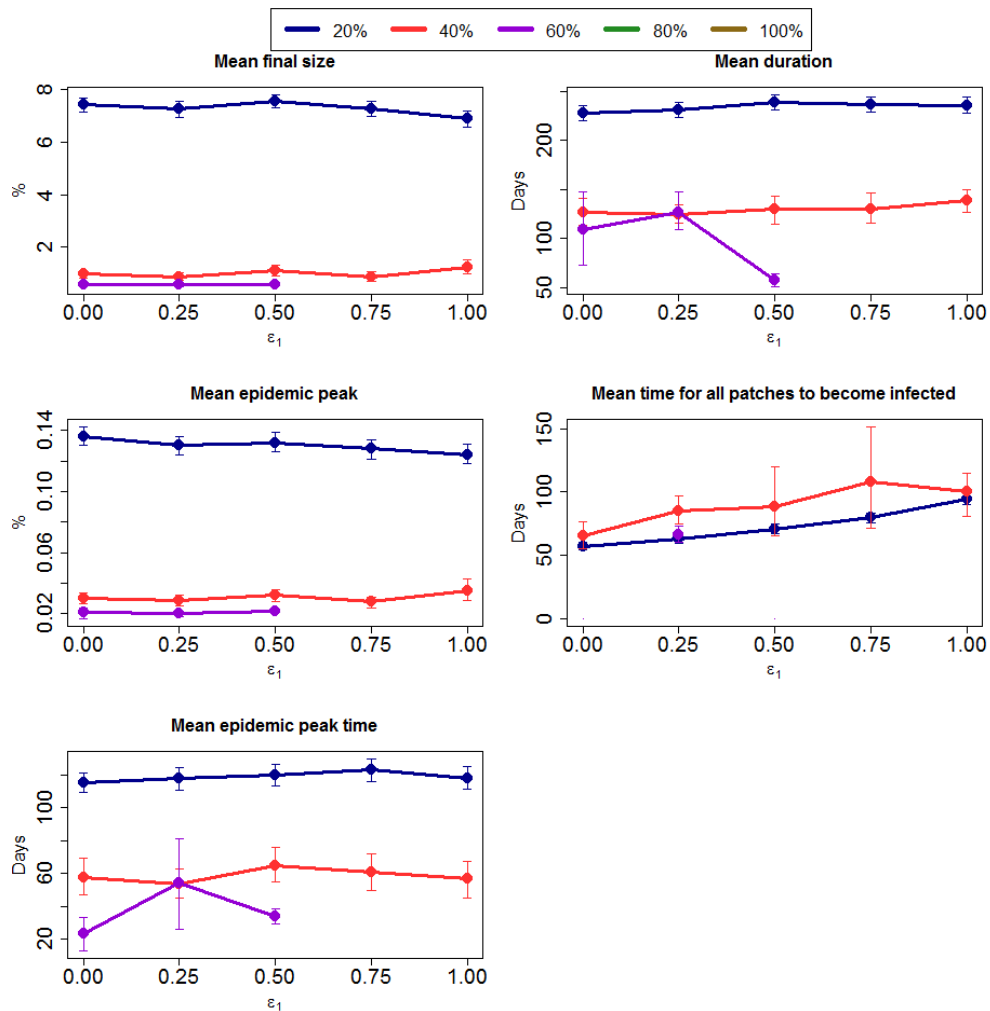 20% 40% 60% 80% 100%
Mean final size
%
8
6
4
2
0.00 0.25 0.50 0.75 1.00
ε1
Mean duration
Days
200
100
50
0.00 0.25 0.50 0.75 1.00
ε1
Mean epidemic peak
%
0.14
0.10
0.06
0.02
0.00 0.25 0.50 0.75 1.00
ε1
Mean time for all patches to become infected
Days
150
100
50
0
0.00 0.25 0.50 0.75 1.00
ε1
Mean epidemic peak time
Days
100
60
20
0.00 0.25 0.50 0.75 1.00
ε1